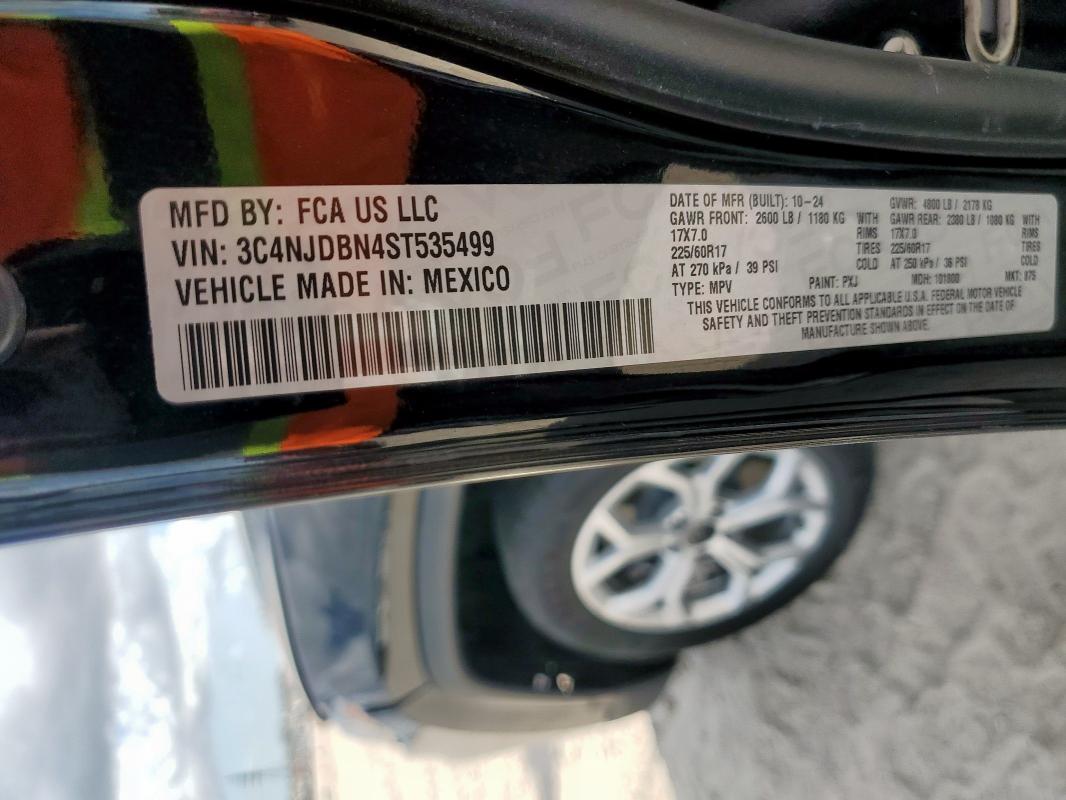 MFD BY: FCA US LLC
VIN: 3C4NJDBN4ST535499
VEHICLE MADE IN: MEXICO
DATE OF MFR (BUILT): 10-24 GVWR: 4800 LB / 2178 KG
GAWR FRONT: 2600 LB / 1180 KG WITH GAWR REAR: 2380 LB / 1080 KG WITH
17X7.0 RIMS 17X7.0 RIMS
225/60R17 TIRES 225/60R17 TIRES
AT 270 kPa / 39 PSI COLD AT 250 kPa / 36 PSI COLD
TYPE: MPV PAINT: PXJ MDH: 101800 MKT: 875
THIS VEHICLE CONFORMS TO ALL APPLICABLE U.S.A. FEDERAL MOTOR VEHICLE
SAFETY AND THEFT PREVENTION STANDARDS IN EFFECT ON THE DATE OF
MANUFACTURE SHOWN ABOVE.